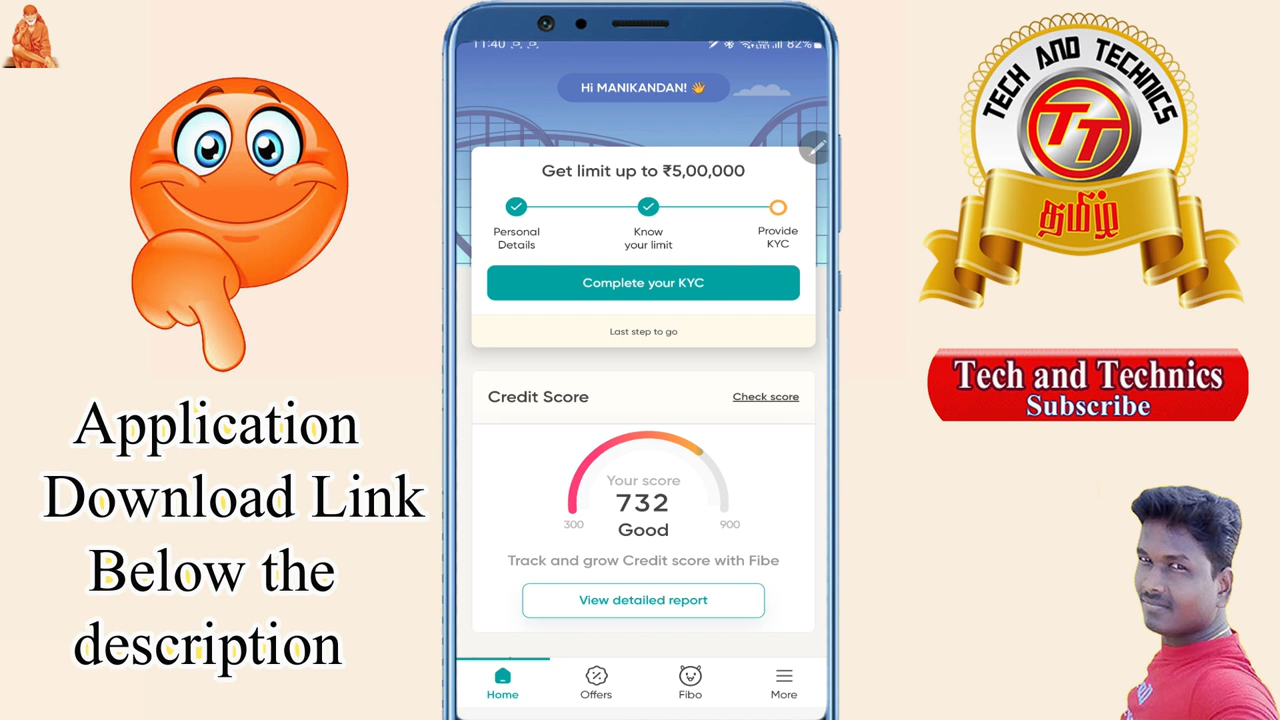 11:40
82%
Hi MANIKANDAN! 👋
Get limit up to ₹5,00,000
Personal
Details
Know
your limit
Provide
KYC
Complete your KYC
Last step to go
Credit Score
Check score
Your score
732
300
900
Good
Track and grow Credit score with Fibe
View detailed report
Home
Offers
Fibo
More
Application
Download Link
Below the
description
TECH AND TECHNICS
TT
தமிழ்
Tech and Technics
Subscribe